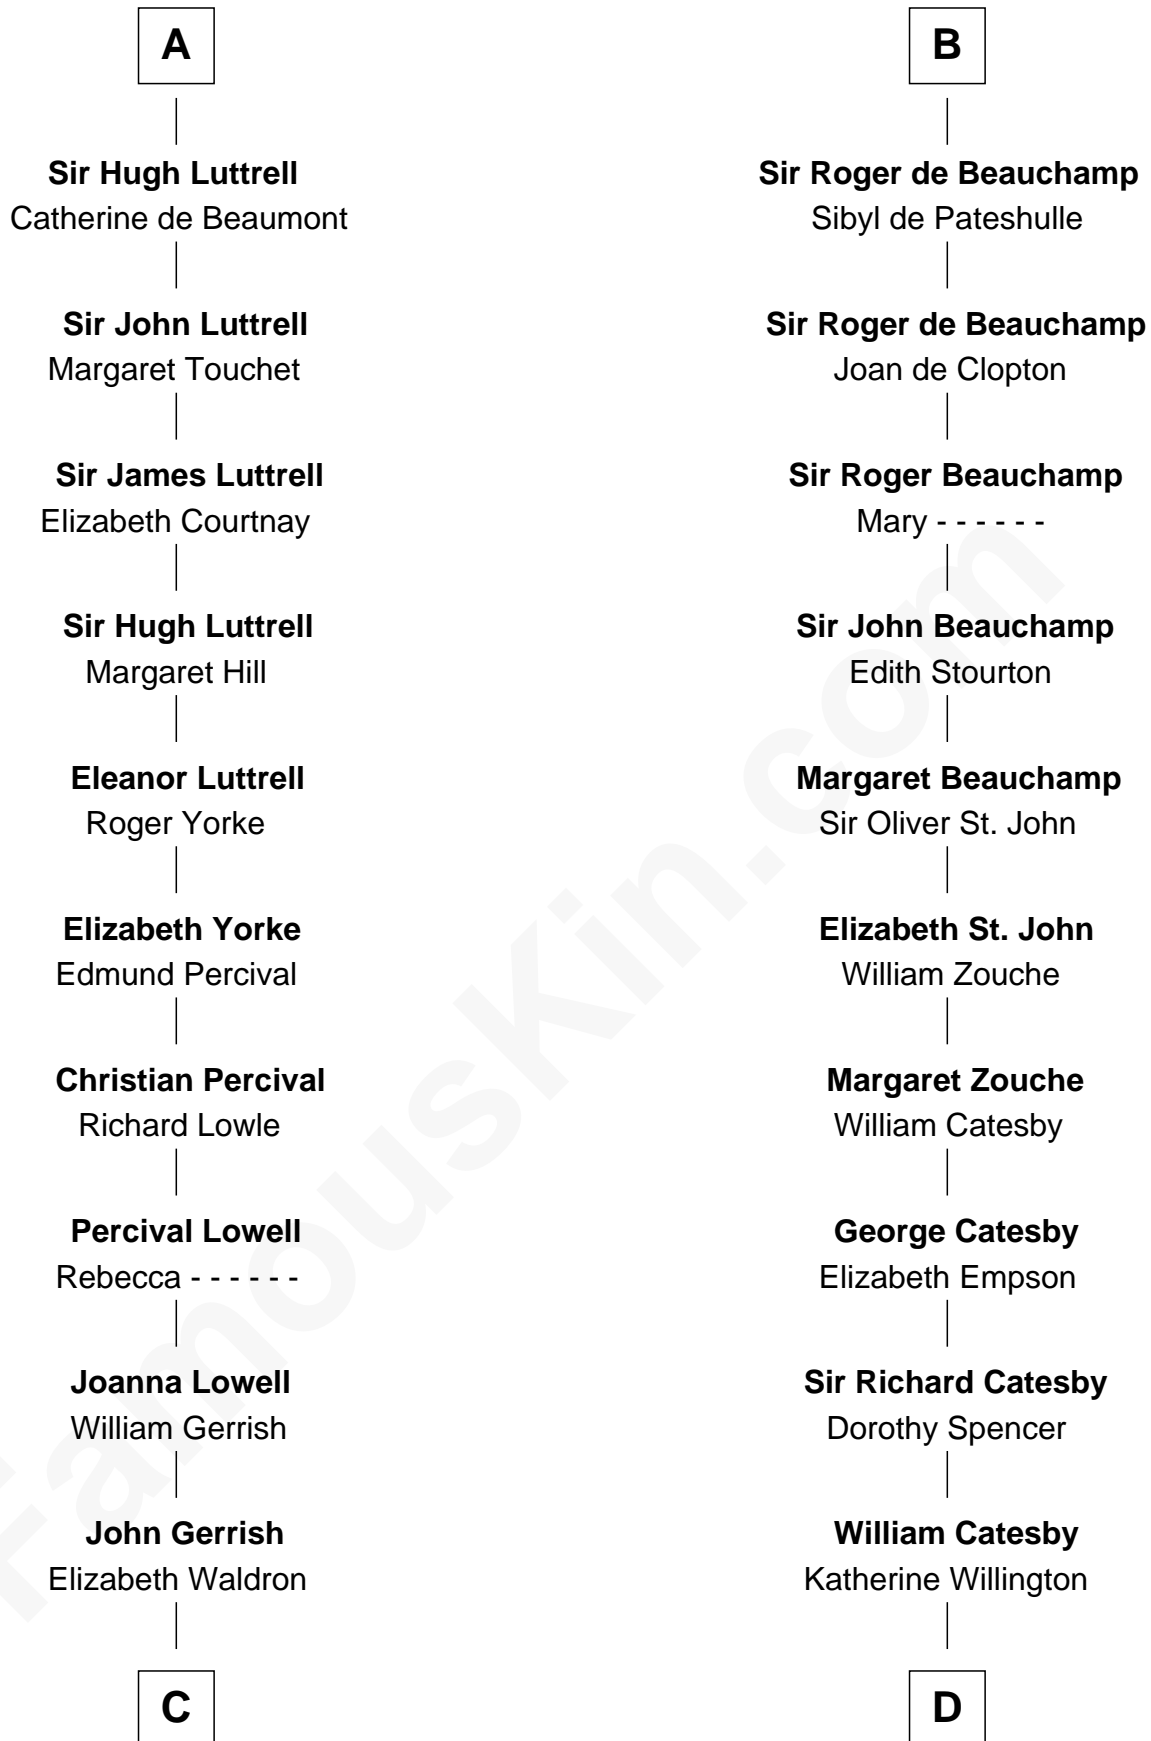 A
Sir Hugh Luttrell
Catherine de Beaumont
Sir John Luttrell
Margaret Touchet
Sir James Luttrell
Elizabeth Courtnay
Sir Hugh Luttrell
Margaret Hill
Eleanor Luttrell
Roger Yorke
Elizabeth Yorke
Edmund Percival
Christian Percival
Richard Lowle
Percival Lowell
Rebecca - - - - - -
Joanna Lowell
William Gerrish
John Gerrish
Elizabeth Waldron
C
B
Sir Roger de Beauchamp
Sibyl de Pateshulle
Sir Roger de Beauchamp
Joan de Clopton
Sir Roger Beauchamp
Mary - - - - - -
Sir John Beauchamp
Edith Stourton
Margaret Beauchamp
Sir Oliver St. John
Elizabeth St. John
William Zouche
Margaret Zouche
William Catesby
George Catesby
Elizabeth Empson
Sir Richard Catesby
Dorothy Spencer
William Catesby
Katherine Willington
D
FamousKin.com